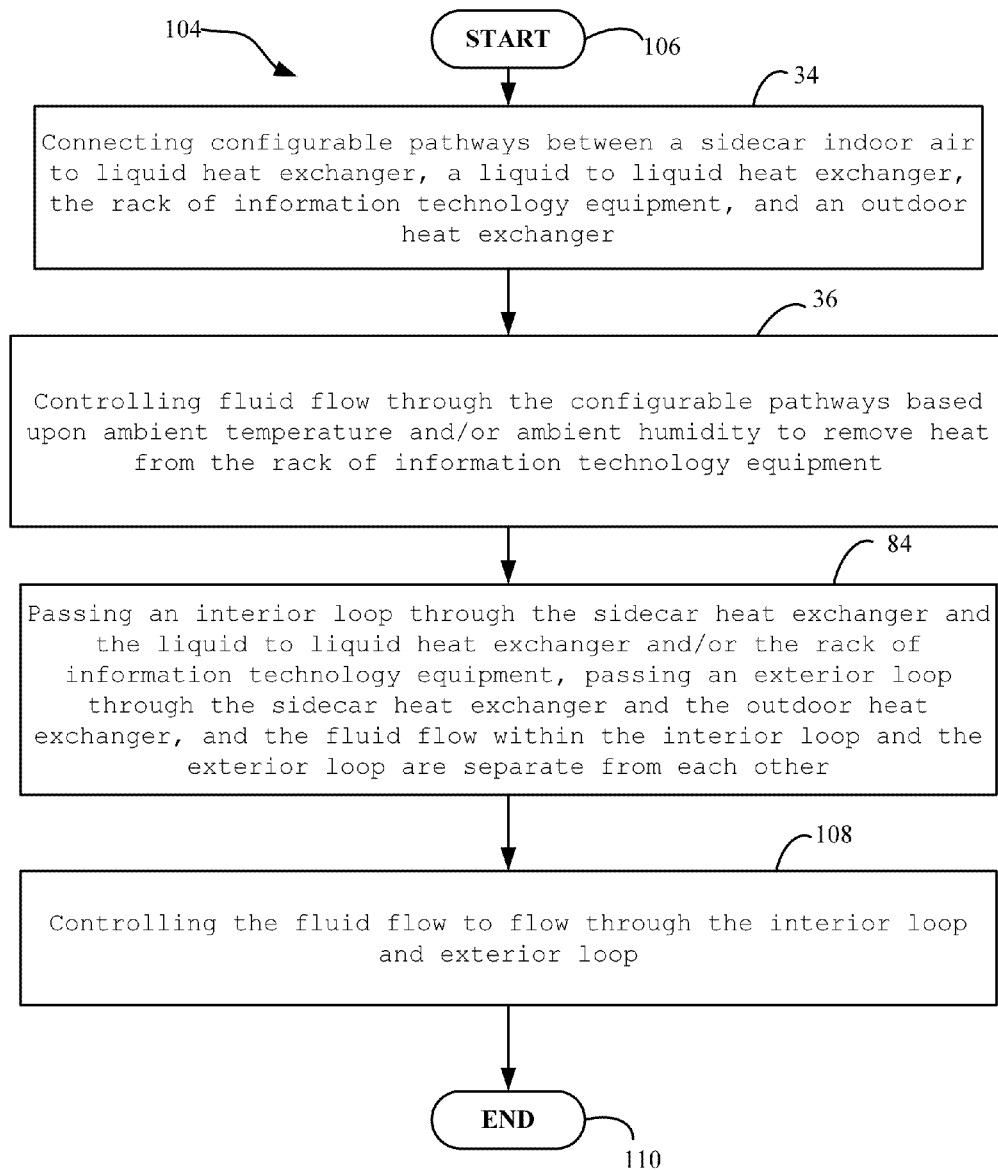 104
START
106
34
Connecting configurable pathways between a sidecar indoor air
to liquid heat exchanger, a liquid to liquid heat exchanger,
the rack of information technology equipment, and an outdoor
heat exchanger
36
Controlling fluid flow through the configurable pathways based
upon ambient temperature and/or ambient humidity to remove heat
from the rack of information technology equipment
84
Passing an interior loop through the sidecar heat exchanger and
the liquid to liquid heat exchanger and/or the rack of
information technology equipment, passing an exterior loop
through the sidecar heat exchanger and the outdoor heat
exchanger, and the fluid flow within the interior loop and the
exterior loop are separate from each other
108
Controlling the fluid flow to flow through the interior loop
and exterior loop
END
110